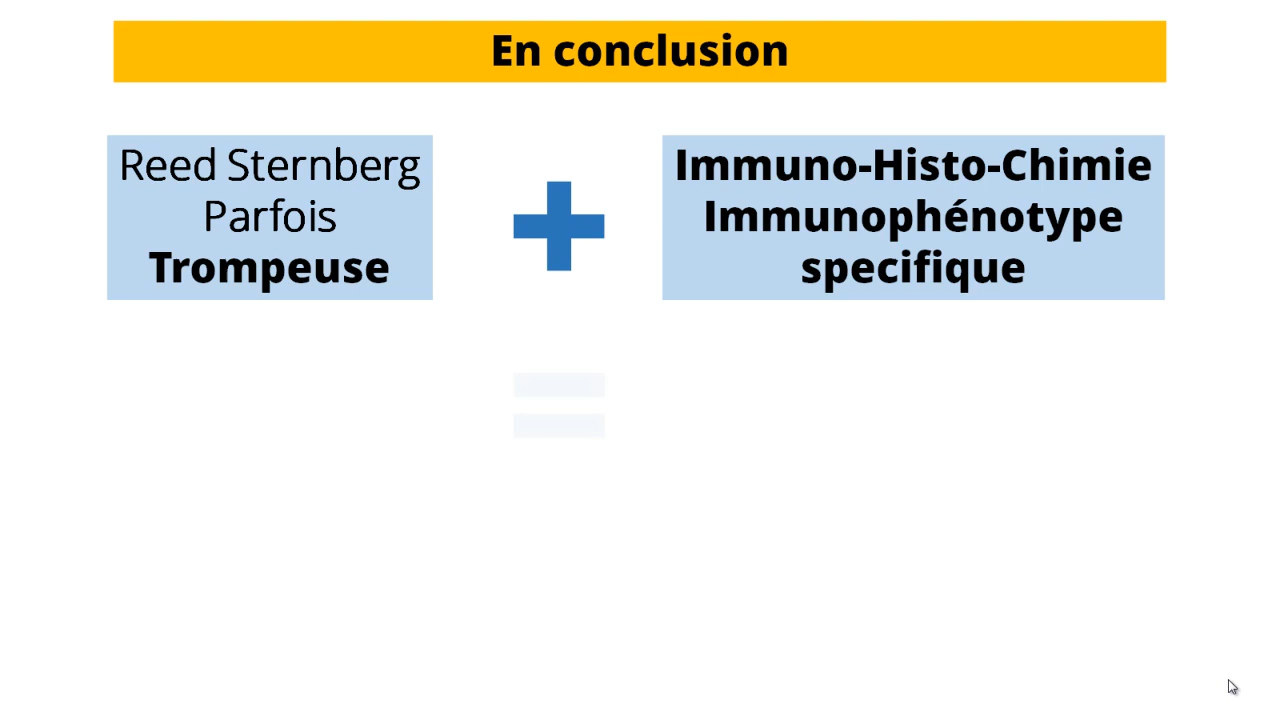 En conclusion
Reed Sternberg
Parfois
Trompeuse
Immuno-Histo-Chimie
Immunophénotype
specifique